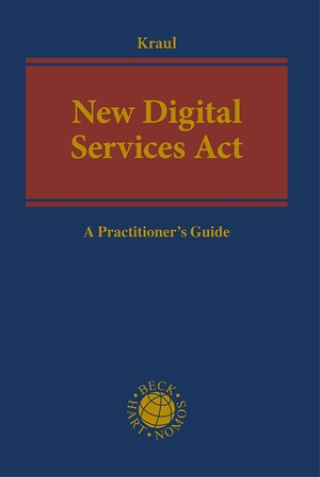 Kraul
New Digital
Services Act
A Practitioner's Guide
BECK
NOMOS
HART